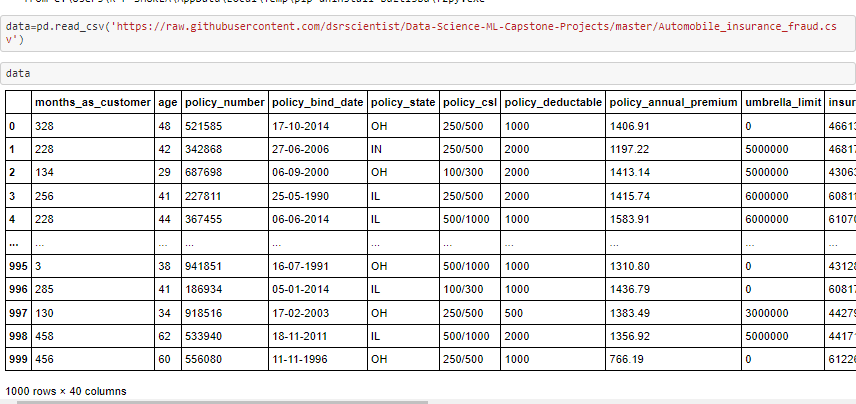 data=pd.read_csv('https://raw.githubusercontent.com/dsrscientist/Data-Science-ML-Capstone-Projects/master/Automobile_insurance_fraud.cs
v')
data
months_as_customer age policy_number policy_bind_date policy_state policy_csl policy_deductable policy_annual_premium umbrella_limit insur
0 328 48 521585 17-10-2014 OH 250/500 1000 1406.91 0 46613
1 228 42 342868 27-06-2006 IN 250/500 2000 1197.22 5000000 46817
2 134 29 687698 06-09-2000 OH 100/300 2000 1413.14 5000000 43063
3 256 41 227811 25-05-1990 IL 250/500 2000 1415.74 6000000 60811
4 228 44 367455 06-06-2014 IL 500/1000 1000 1583.91 6000000 61070
... ... ... ... ... ... ... ... ... ... ...
995 3 38 941851 16-07-1991 OH 500/1000 1000 1310.80 0 43128
996 285 41 186934 05-01-2014 IL 100/300 1000 1436.79 0 60817
997 130 34 918516 17-02-2003 OH 250/500 500 1383.49 3000000 44279
998 458 62 533940 18-11-2011 IL 500/1000 2000 1356.92 5000000 44171
999 456 60 556080 11-11-1996 OH 250/500 1000 766.19 0 61226
1000 rows × 40 columns